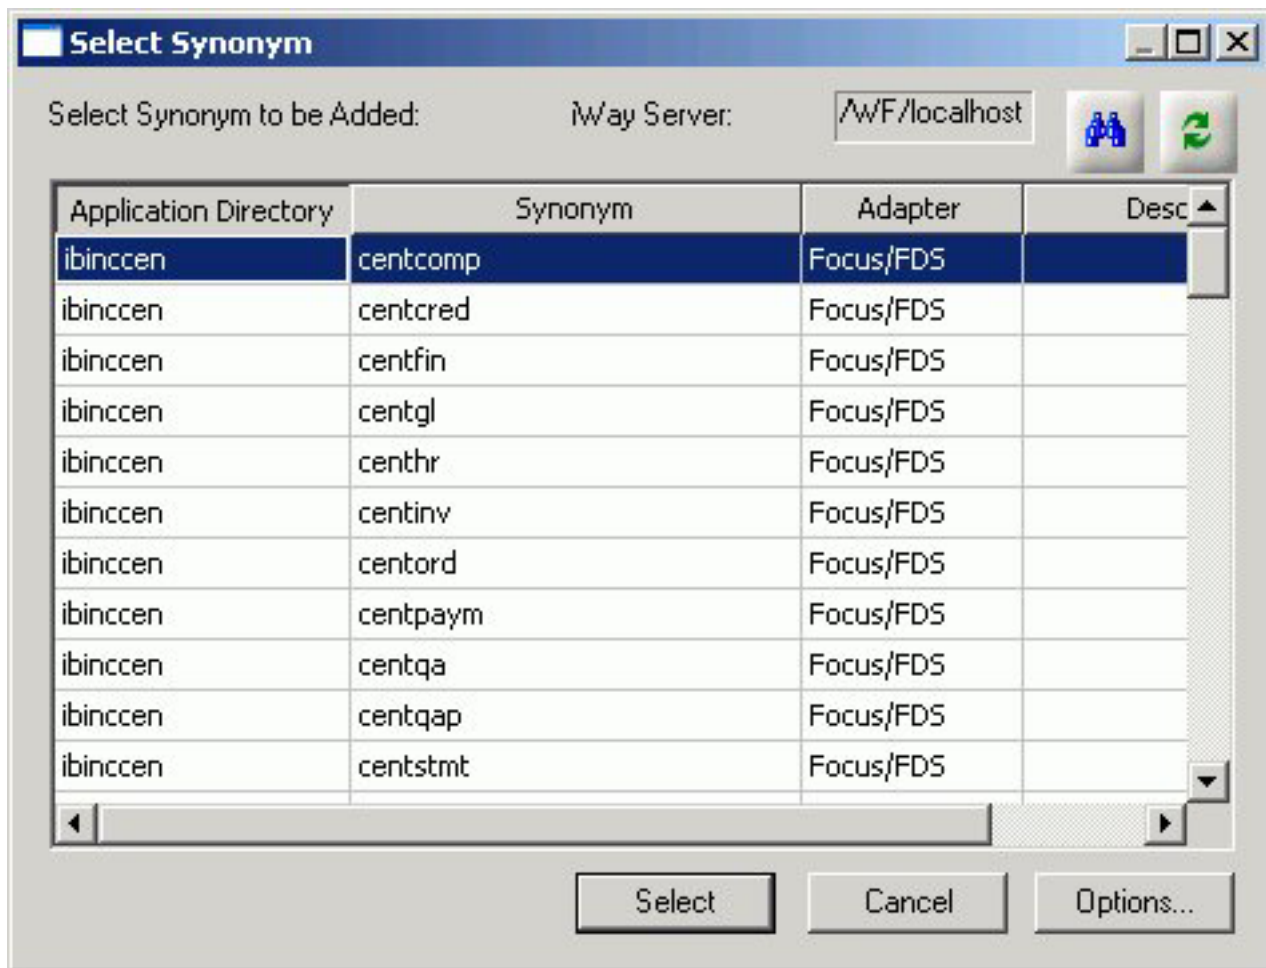 Select Synonym
Select Synonym to be Added: iWay Server: /WF/localhost
Application Directory Synonym Adapter Desc
ibinccen centcomp Focus/FDS
ibinccen centcred Focus/FDS
ibinccen centfin Focus/FDS
ibinccen centgl Focus/FDS
ibinccen centhr Focus/FDS
ibinccen centinv Focus/FDS
ibinccen centord Focus/FDS
ibinccen centpaym Focus/FDS
ibinccen centqa Focus/FDS
ibinccen centqap Focus/FDS
ibinccen centstmt Focus/FDS
Select Cancel Options...